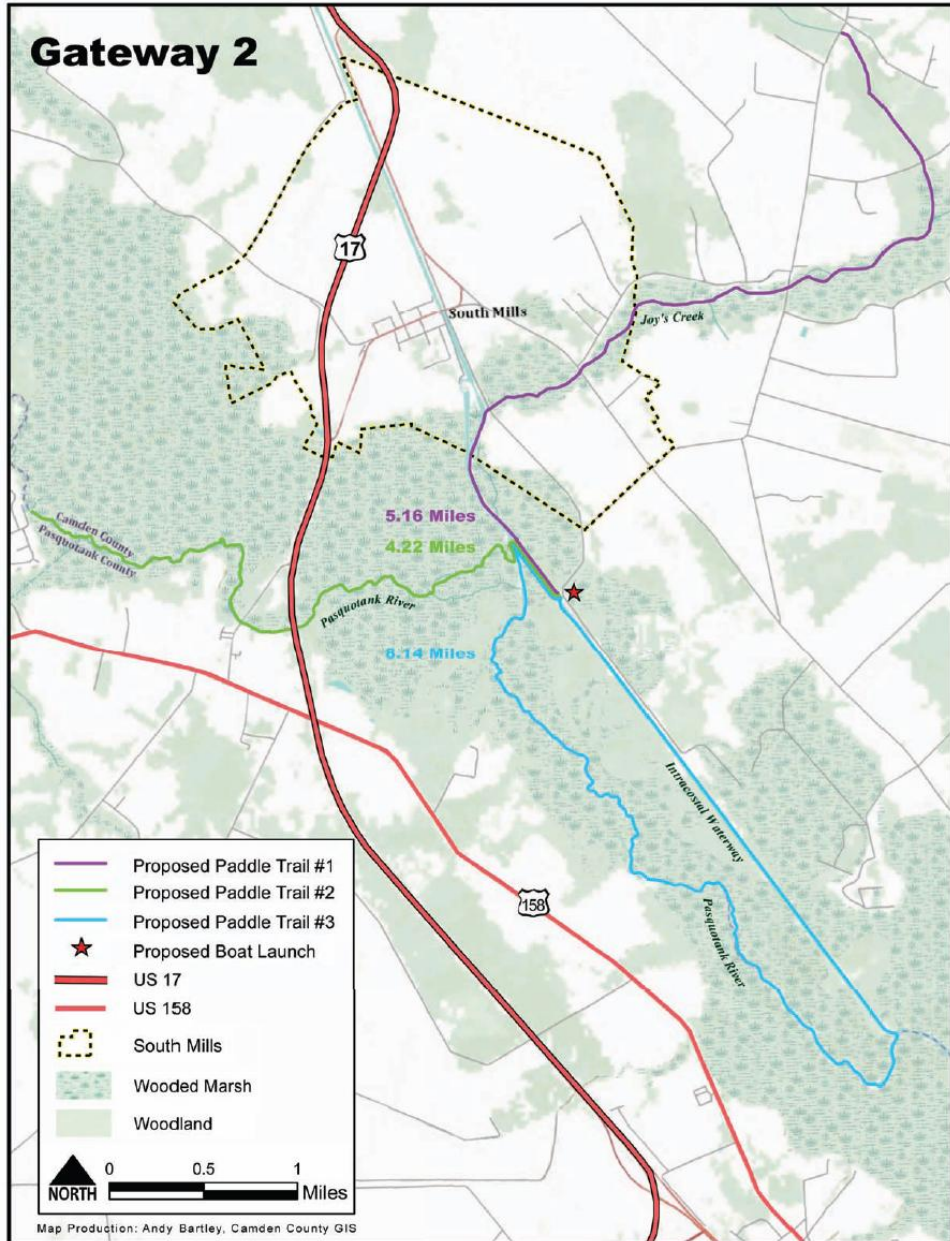 Gateway 2
17
South Mills
Joy's Creek
5.16 Miles
4.22 Miles
Camden County
Pasquotank County
Pasquotank River
6.14 Miles
Intracostal Waterway
158
Pasquotank River
Proposed Paddle Trail #1
Proposed Paddle Trail #2
Proposed Paddle Trail #3
Proposed Boat Launch
US 17
US 158
South Mills
Wooded Marsh
Woodland
0 0.5 1
NORTH Miles
Map Production: Andy Bartley, Camden County GIS